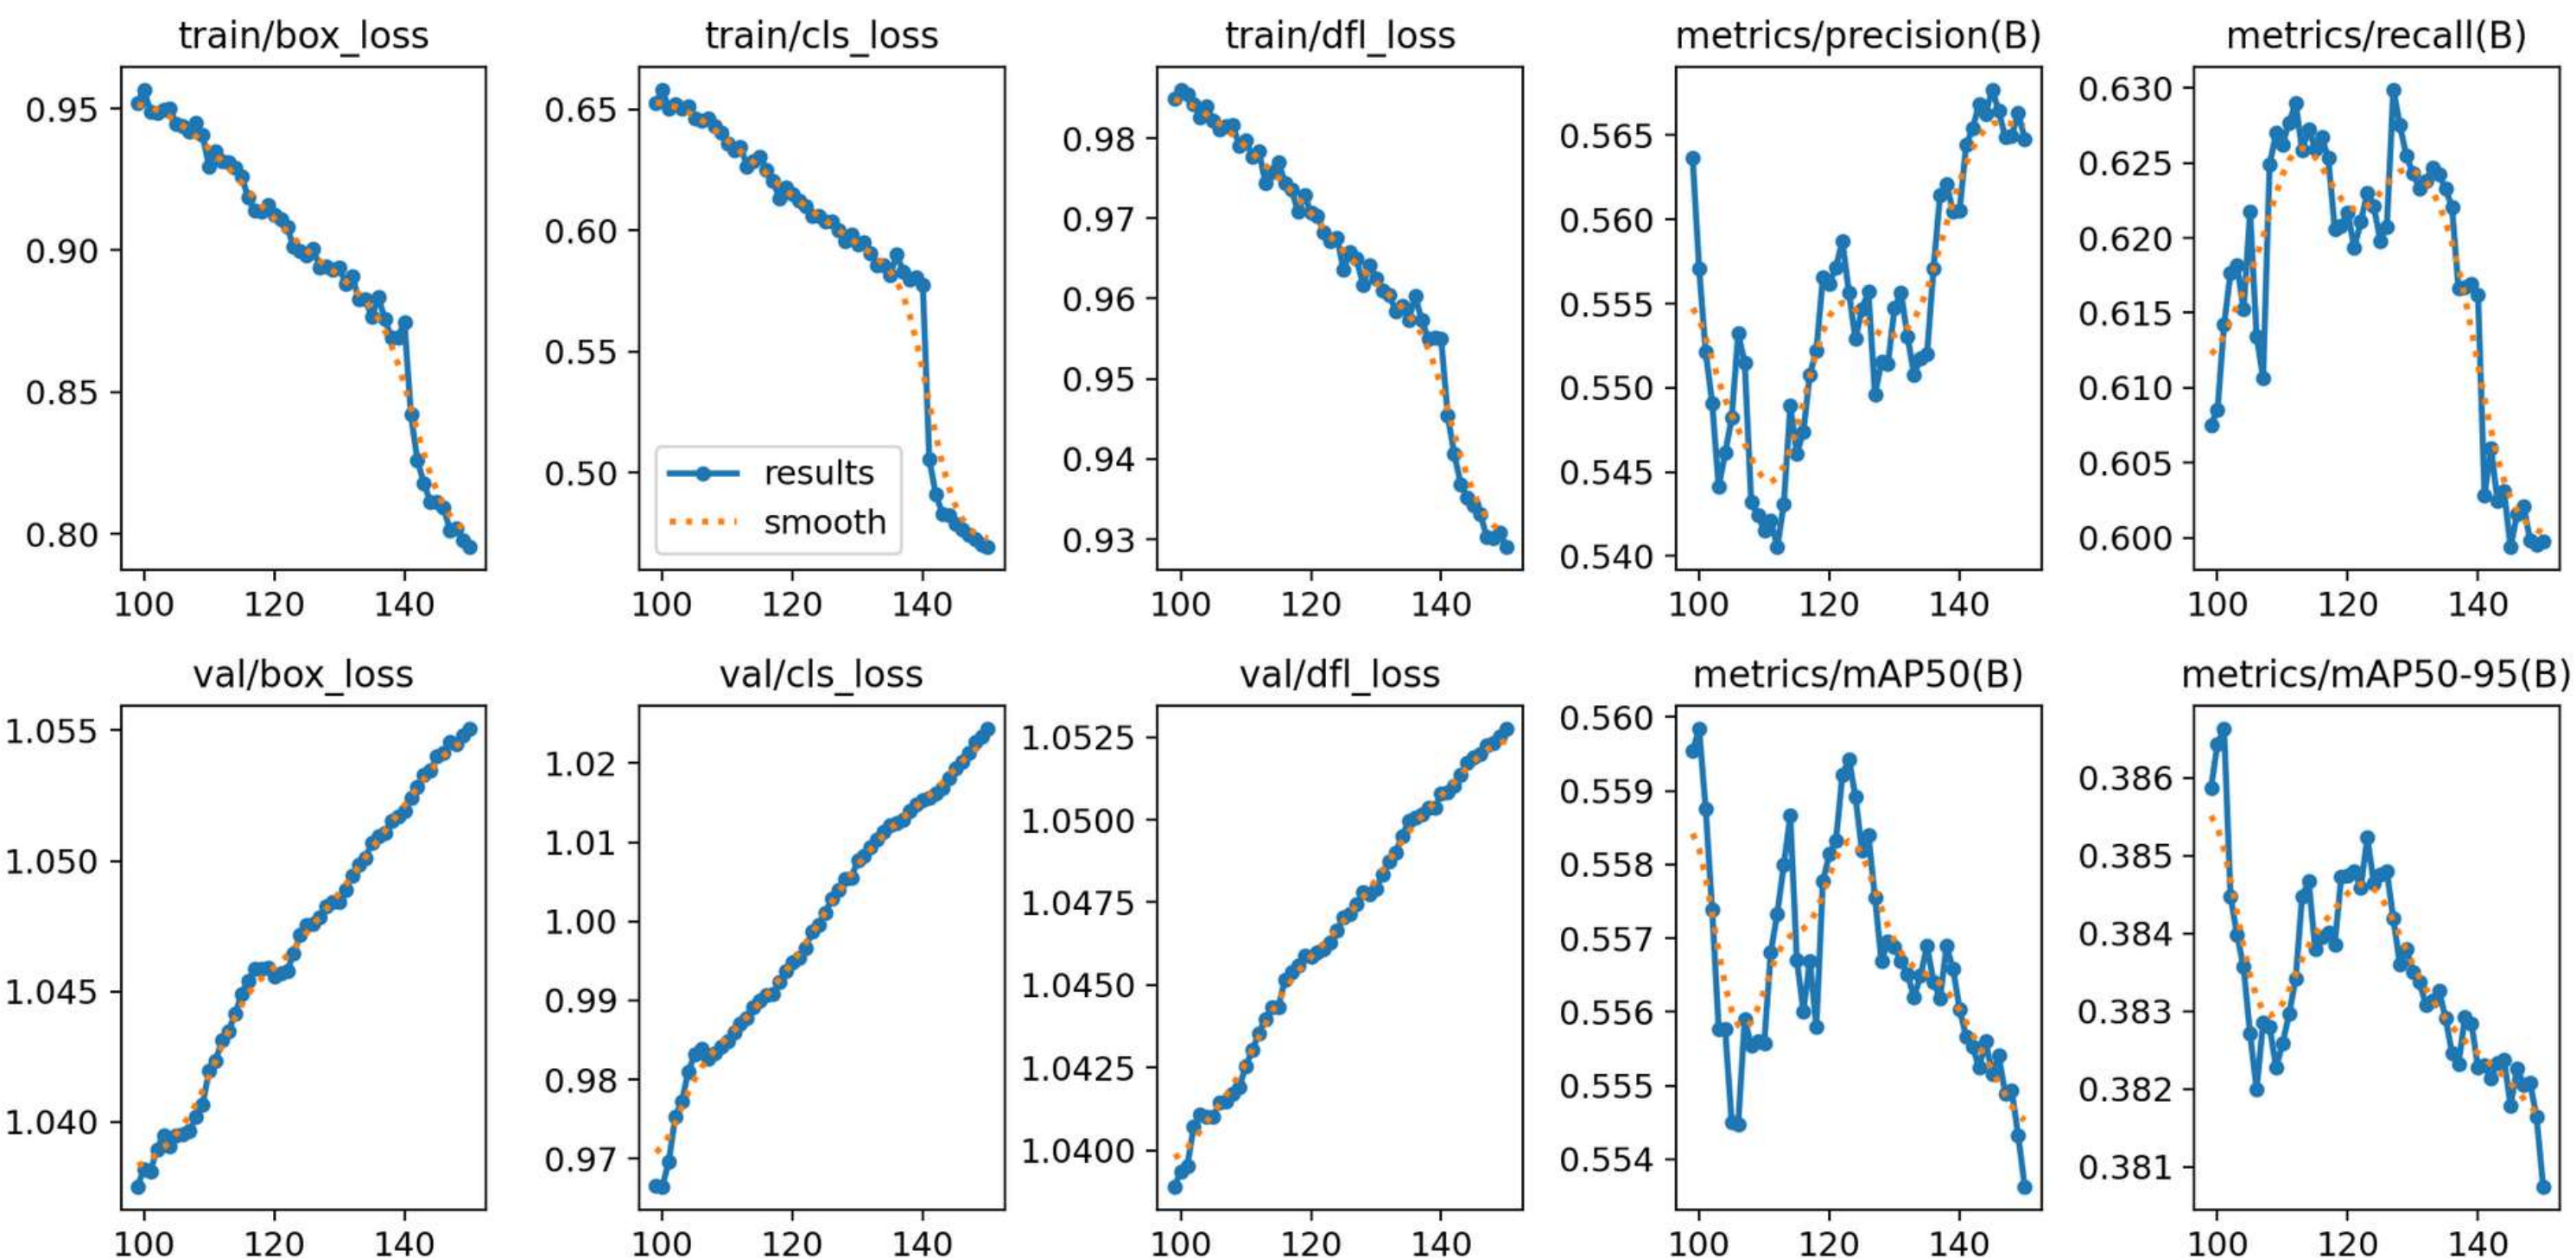 train/box_loss
0.95
0.90
0.85
0.80
100 120 140
train/cls_loss
0.65
0.60
0.55
0.50
results
smooth
100 120 140
train/dfl_loss
0.98
0.97
0.96
0.95
0.94
0.93
100 120 140
metrics/precision(B)
0.565
0.560
0.555
0.550
0.545
0.540
100 120 140
metrics/recall(B)
0.630
0.625
0.620
0.615
0.610
0.605
0.600
100 120 140
val/box_loss
1.055
1.050
1.045
1.040
100 120 140
val/cls_loss
1.02
1.01
1.00
0.99
0.98
0.97
100 120 140
val/dfl_loss
1.0525
1.0500
1.0475
1.0450
1.0425
1.0400
100 120 140
metrics/mAP50(B)
0.560
0.559
0.558
0.557
0.556
0.555
0.554
100 120 140
metrics/mAP50-95(B)
0.386
0.385
0.384
0.383
0.382
0.381
100 120 140